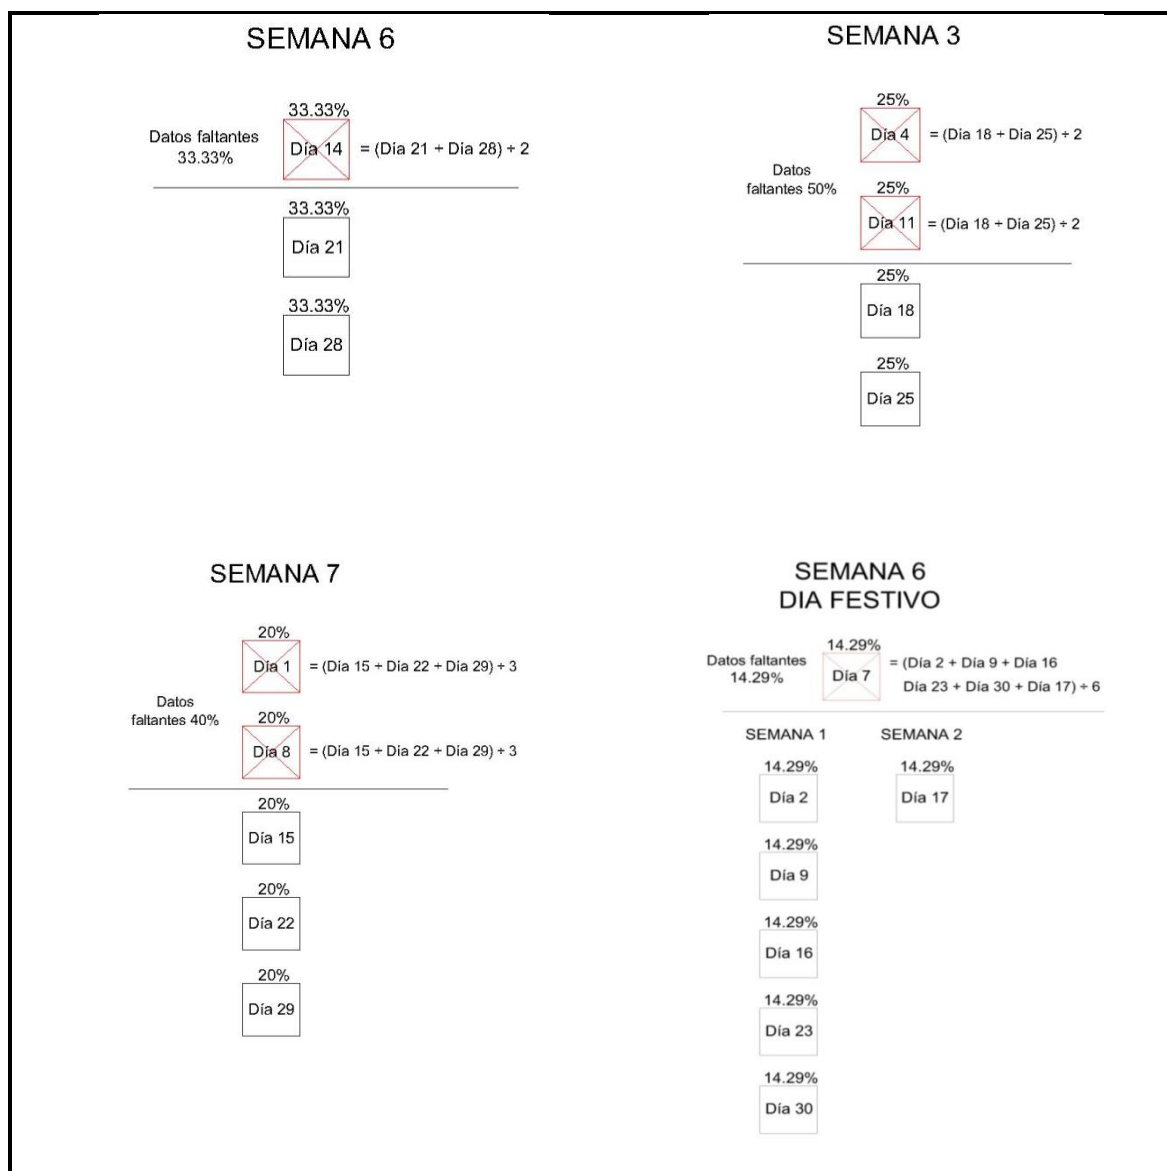 SEMANA 6
33.33%
Datos faltantes
33.33%
Día 14
= (Día 21 + Día 28) ÷ 2
33.33%
Día 21
33.33%
Día 28
SEMANA 3
25%
Día 4
= (Día 18 + Día 25) ÷ 2
Datos
faltantes 50%
25%
Día 11
= (Día 18 + Día 25) ÷ 2
25%
Día 18
25%
Día 25
SEMANA 7
20%
Día 1
= (Día 15 + Día 22 + Día 29) ÷ 3
Datos
faltantes 40%
20%
Día 8
= (Día 15 + Día 22 + Día 29) ÷ 3
20%
Día 15
20%
Día 22
20%
Día 29
SEMANA 6
DIA FESTIVO
14.29%
Datos faltantes
14.29%
Día 7
= (Día 2 + Día 9 + Día 16
Día 23 + Día 30 + Día 17) ÷ 6
SEMANA 1
SEMANA 2
14.29%
Día 2
14.29%
Día 17
14.29%
Día 9
14.29%
Día 16
14.29%
Día 23
14.29%
Día 30